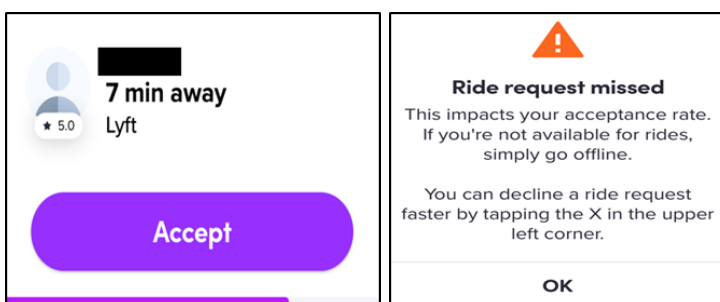 7 min away
★ 5.0
Lyft
Accept
Ride request missed
This impacts your acceptance rate.
If you're not available for rides,
simply go offline.
You can decline a ride request
faster by tapping the X in the upper
left corner.
OK